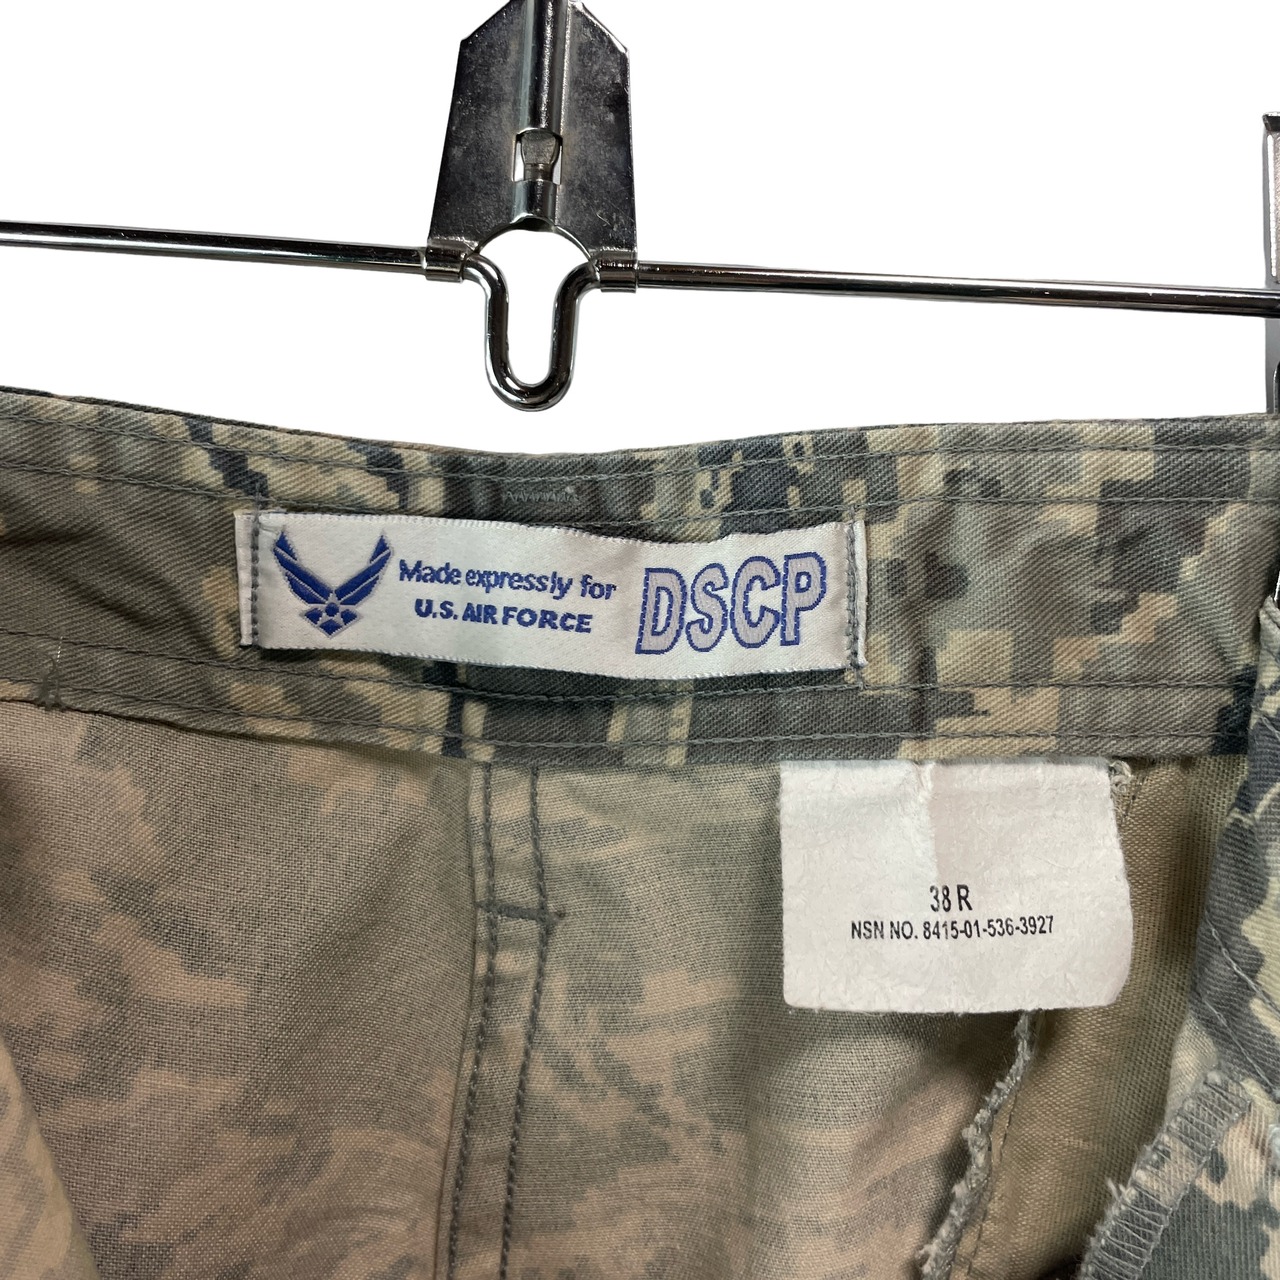 Made expressly for
U.S. AIR FORCE
DSCP
38 R
NSN NO. 8415-01-536-3927